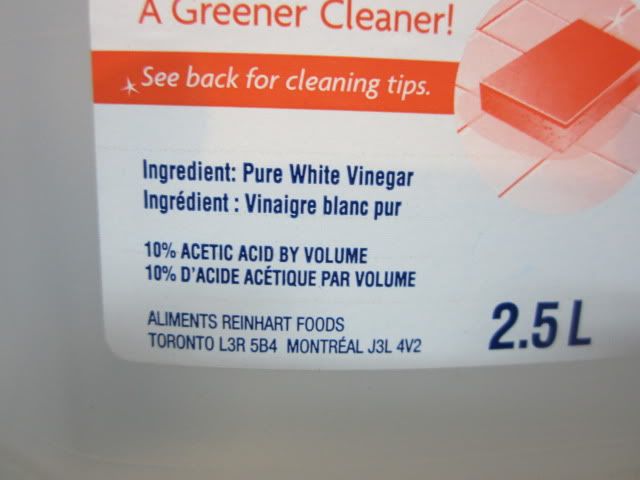 A Greener Cleaner!
See back for cleaning tips.
Ingredient: Pure White Vinegar
Ingrédient : Vinaigre blanc pur
10% ACETIC ACID BY VOLUME
10% D'ACIDE ACÉTIQUE PAR VOLUME
ALIMENTS REINHART FOODS
TORONTO L3R 5B4 MONTRÉAL J3L 4V2
2.5 L